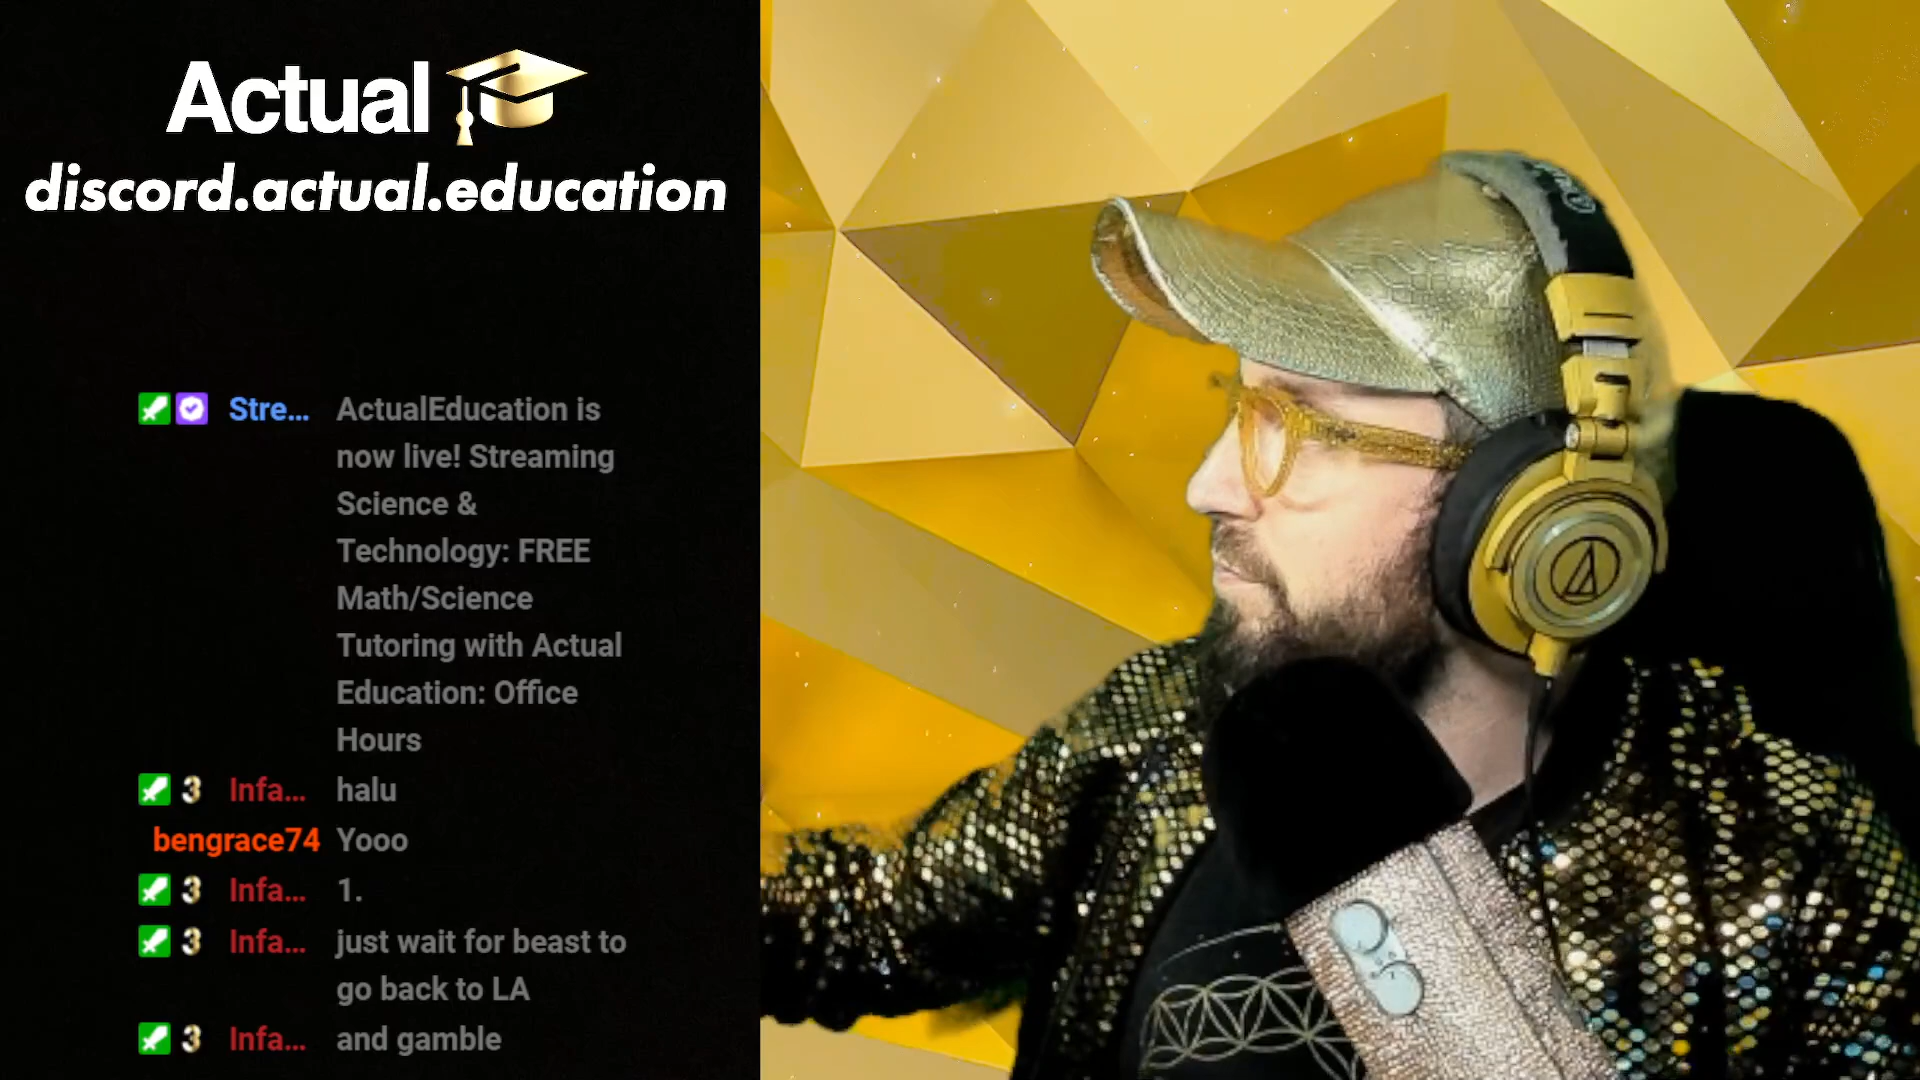 Actual
discord.actual.education
Stre... ActualEducation is
now live! Streaming
Science &
Technology: FREE
Math/Science
Tutoring with Actual
Education: Office
Hours
3 Infa... halu
bengrace74 Yooo
3 Infa... 1.
3 Infa... just wait for beast to
go back to LA
3 Infa... and gamble